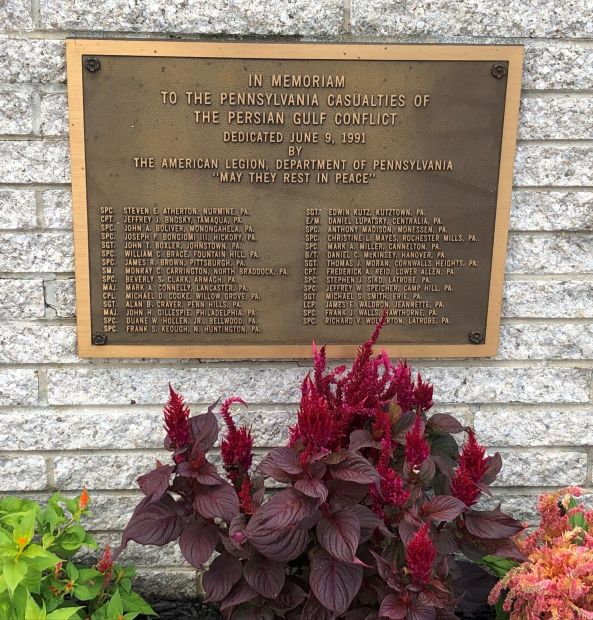 IN MEMORIAM
TO THE PENNSYLVANIA CASUALTIES OF
THE PERSIAN GULF CONFLICT
DEDICATED JUNE 9, 1991
BY
THE AMERICAN LEGION, DEPARTMENT OF PENNSYLVANIA
"MAY THEY REST IN PEACE"
SPC. STEVEN E. ATHERTON, NURMINE, PA.
CPT. JEFFREY J. BNOSKY, TAMAQUA, PA.
SPC. JOHN A. BOLIVER, MONONGAHELA, PA.
SPC. JOSEPH P. BONGIORNI III, HICKORY, PA.
SGT. JOHN T. BOXLER, JOHNSTOWN, PA.
SPC. WILLIAM C. BRACE, FOUNTAIN HILL, PA.
SPC. JAMES R. BROWN, PITTSBURGH, PA.
SMJ. MONRAY C. CARRINGTON, NORTH BRADDOCK, PA.
SPC. BEVERLY S. CLARK, ARMAGH, PA.
MAJ. MARK A. CONNELLY, LANCASTER, PA.
CPL. MICHAEL D. COOKE, WILLOW GROVE, PA.
SGT. ALAN B. CRAVER, PENN HILLS, PA.
MAJ. JOHN H. GILLESPIE, PHILADELPHIA, PA.
SPC. DUANE W. HOLLEN, JR., BELLWOOD, PA.
SPC. FRANK S. KEOUGH, N. HUNTINGTON, PA.
SGT. EDWIN KUTZ, KUTZTOWN, PA.
E/M. DANIEL LUPATSKY, CENTRALIA, PA.
SPC. ANTHONY MADISON, MONESSEN, PA.
SPC. CHRISTINE L. MAYES, ROCHESTER MILLS, PA.
SPC. MARK A. MILLER, CANNELTON, PA.
B/T. DANIEL C. McKINSEY, HANOVER, PA.
SGT. THOMAS J. MORAN, CORNWALLS HEIGHTS, PA.
CPT. FREDERICK A. REID, LOWER ALLEN, PA.
SPC. STEPHEN J. SIKO, LATROBE, PA.
SPC. JEFFREY W. SPEICHER, CAMP HILL, PA.
SGT. MICHAEL S. SMITH, ERIE, PA.
LCP. JAMES E. WALDRON, JEANNETTE, PA.
SPC. FRANK J. WALLS, HAWTHORNE, PA.
SPC. RICHARD V. WOLVERTON, LATROBE, PA.